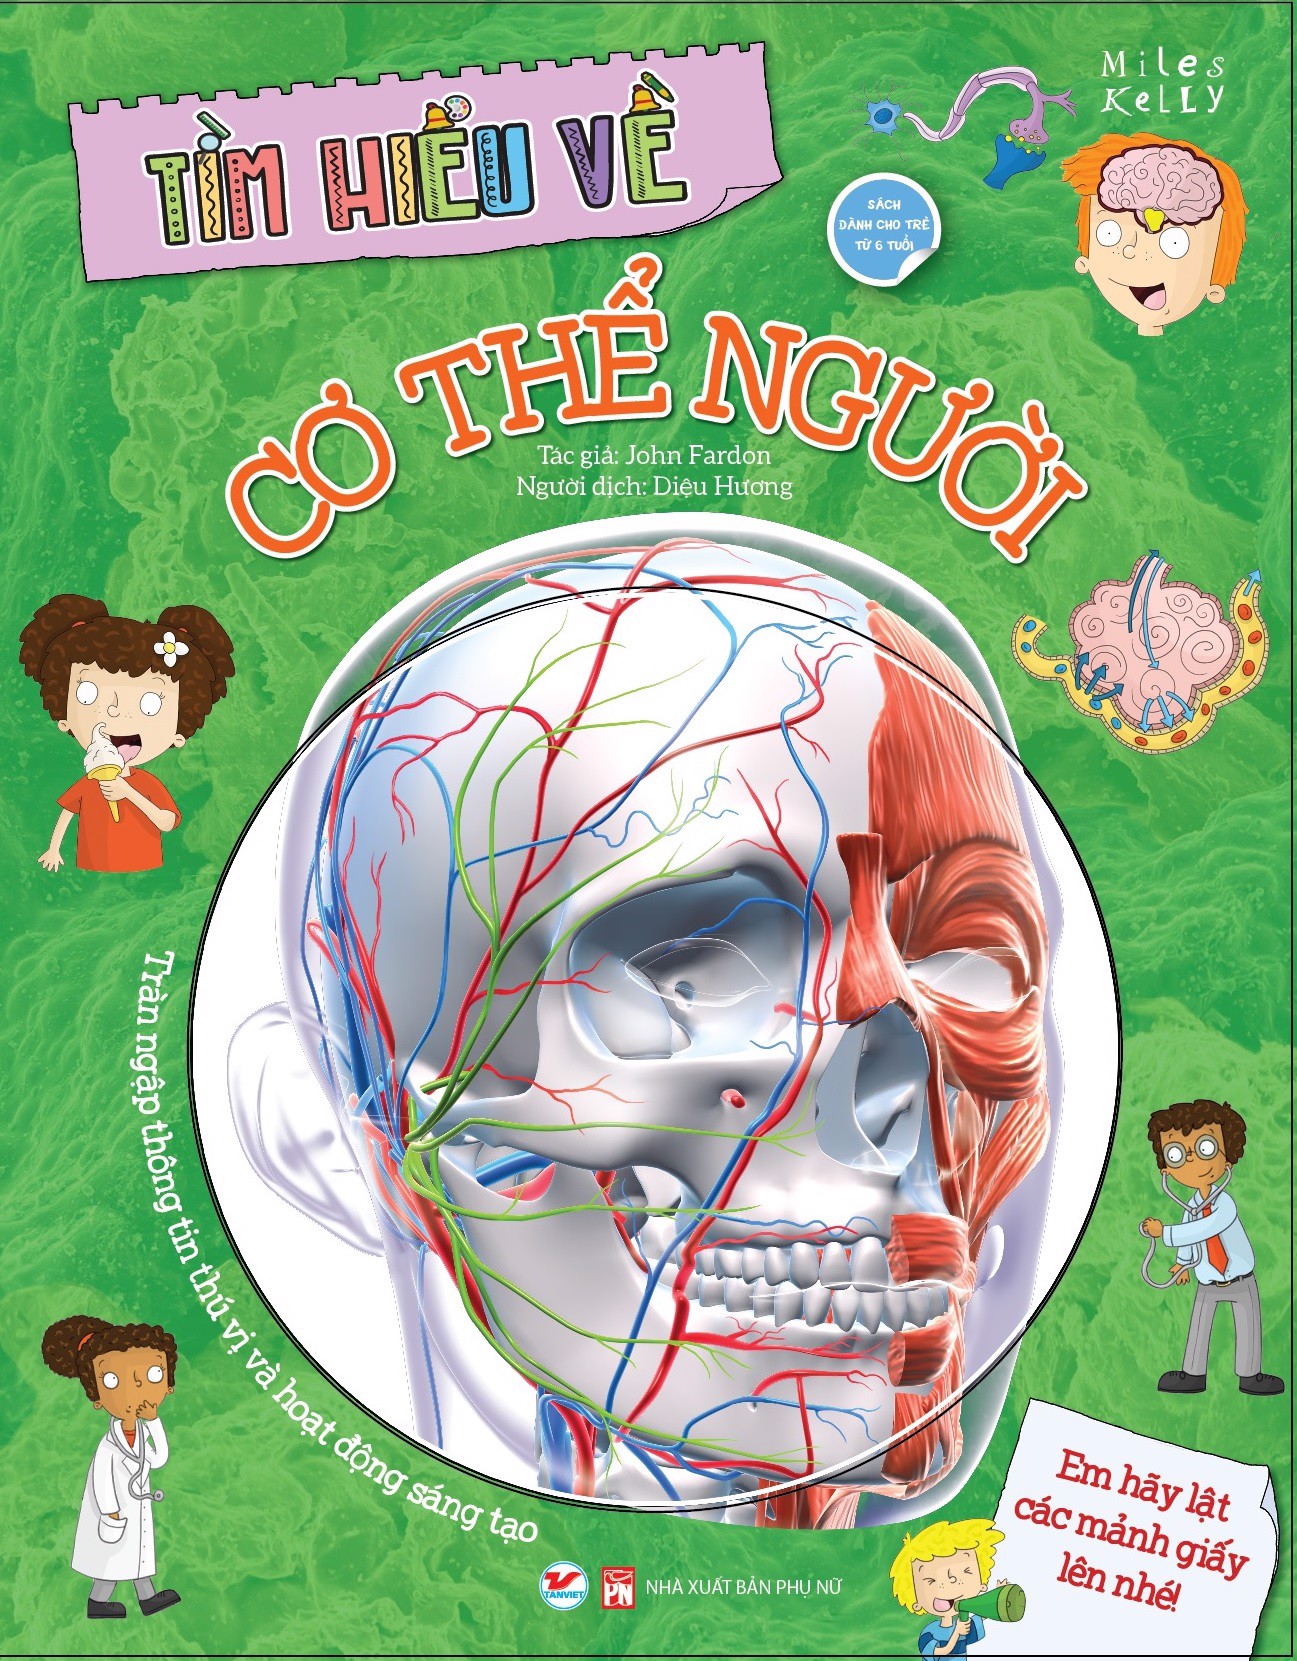 Miles
KeLLY
TÌM HIỂU VỀ
SÁCH
DÀNH CHO TRẺ
TỪ 6 TUỔI
CƠ THỂ NGƯỜI
Tác giả: John Fardon
Người dịch: Diệu Hương
Tràn ngập thông tin thú vị và hoạt động sáng tạo
Em hãy lật
các mảnh giấy
lên nhé!
TANVIET
PN
NHÀ XUẤT BẢN PHỤ NỮ